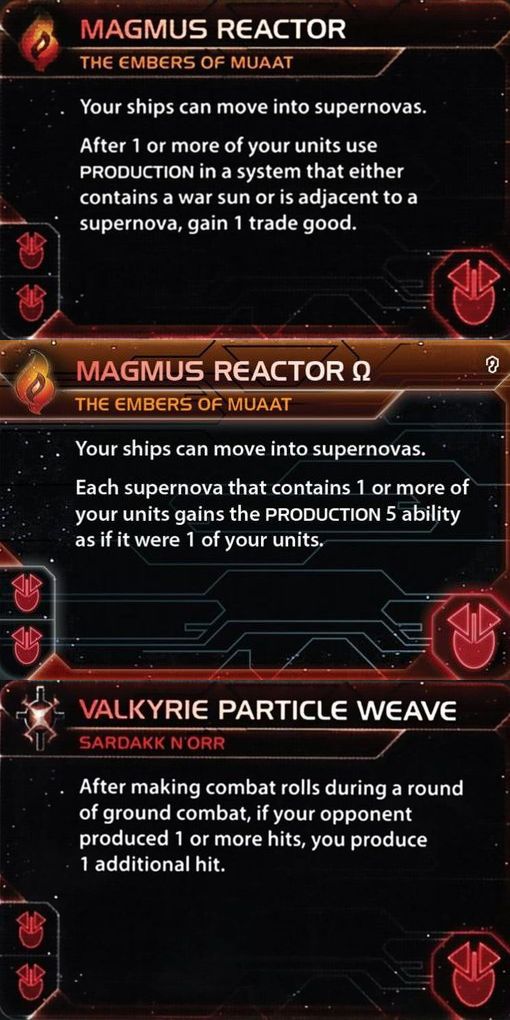 MAGMUS REACTOR
THE EMBERS OF MUAAT
Your ships can move into supernovas.
After 1 or more of your units use
PRODUCTION in a system that either
contains a war sun or is adjacent to a
supernova, gain 1 trade good.
MAGMUS REACTOR Ω
THE EMBERS OF MUAAT
Your ships can move into supernovas.
Each supernova that contains 1 or more of
your units gains the PRODUCTION 5 ability
as if it were 1 of your units.
VALKYRIE PARTICLE WEAVE
SARDAKK N'ORR
After making combat rolls during a round
of ground combat, if your opponent
produced 1 or more hits, you produce
1 additional hit.